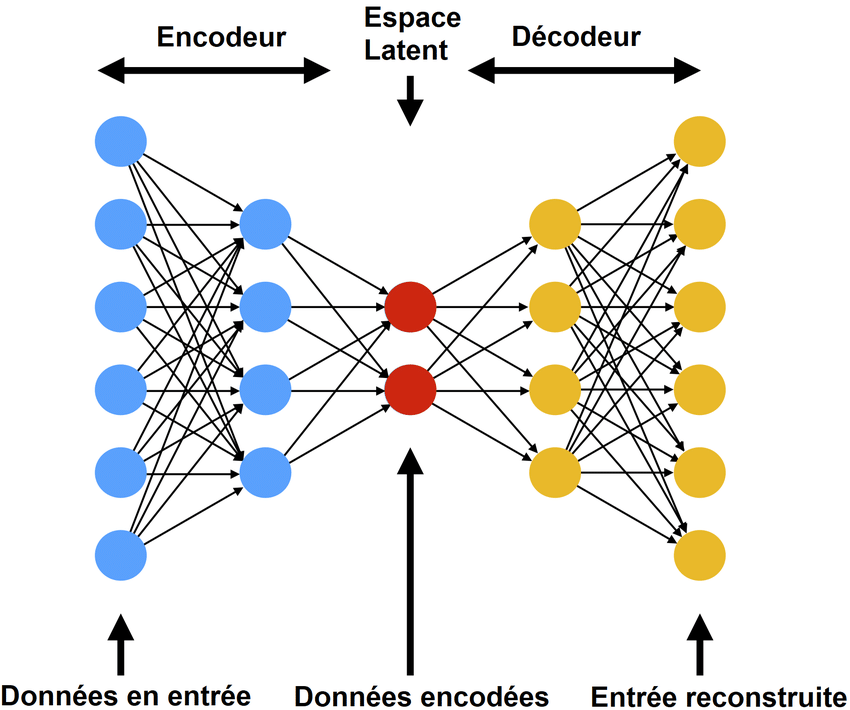 Encodeur
Espace
Latent
Décodeur
Données en entrée
Données encodées
Entrée reconstruite